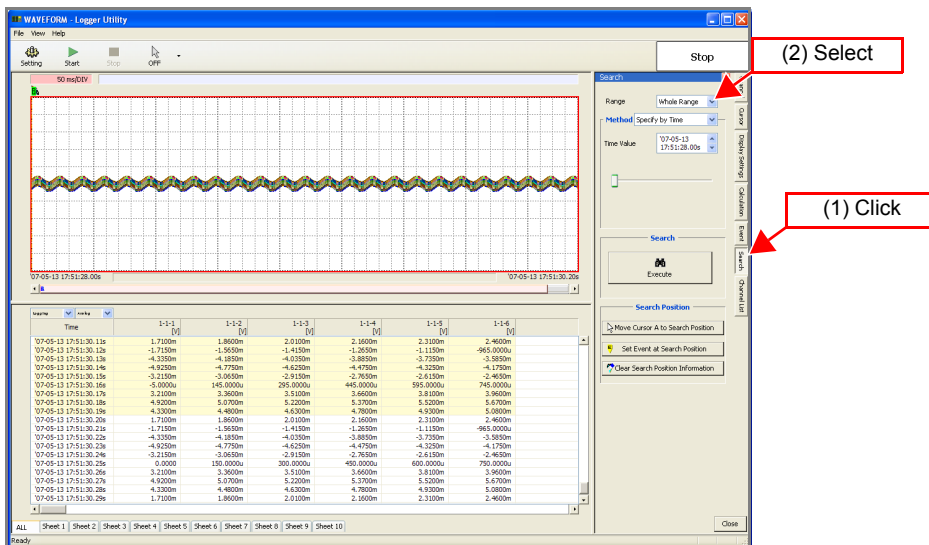 WAVEFORM - Logger Utility
File View Help
Setting Start Stop OFF
Stop
(2) Select
50 ms/DIV
Search
Range Whole Range
Method Specify by Time
Time Value '07-05-13
17:51:28.00s
Cursor
Display Settings
Calculation
Event
Search
Channel List
(1) Click
Search
Execute
'07-05-13 17:51:28.00s '07-05-13 17:51:30.20s
Search Position
Move Cursor A to Search Position
Set Event at Search Position
Clear Search Position Information
Time 1-1-1 1-1-2 1-1-3 1-1-4 1-1-5 1-1-6
[V] [V] [V] [V] [V] [V]
'07-05-13 17:51:30.11s 1.7100m 1.8600m 2.0100m 2.1600m 2.3100m 2.4600m
'07-05-13 17:51:30.12s -1.7150m -1.5650m -1.4150m -1.2650m -1.1150m -965.0000u
'07-05-13 17:51:30.13s -4.3350m -4.1850m -4.0350m -3.8850m -3.7350m -3.5850m
'07-05-13 17:51:30.14s -4.9250m -4.7750m -4.6250m -4.4750m -4.3250m -4.1750m
'07-05-13 17:51:30.15s -3.2150m -3.0650m -2.9150m -2.7650m -2.6150m -2.4650m
'07-05-13 17:51:30.16s -5.0000u 145.0000u 295.0000u 445.0000u 595.0000u 745.0000u
'07-05-13 17:51:30.17s 3.2100m 3.3600m 3.5100m 3.6600m 3.8100m 3.9600m
'07-05-13 17:51:30.18s 4.9200m 5.0700m 5.2200m 5.3700m 5.5200m 5.6700m
'07-05-13 17:51:30.19s 4.3300m 4.4800m 4.6300m 4.7800m 4.9300m 5.0800m
'07-05-13 17:51:30.20s 1.7100m 1.8600m 2.0100m 2.1600m 2.3100m 2.4600m
'07-05-13 17:51:30.21s -1.7150m -1.5650m -1.4150m -1.2650m -1.1150m -965.0000u
'07-05-13 17:51:30.22s -4.3350m -4.1850m -4.0350m -3.8850m -3.7350m -3.5850m
'07-05-13 17:51:30.23s -4.9250m -4.7750m -4.6250m -4.4750m -4.3250m -4.1750m
'07-05-13 17:51:30.24s -3.2150m -3.0650m -2.9150m -2.7650m -2.6150m -2.4650m
'07-05-13 17:51:30.25s 0.0000 150.0000u 300.0000u 450.0000u 600.0000u 750.0000u
'07-05-13 17:51:30.26s 3.2100m 3.3600m 3.5100m 3.6600m 3.8100m 3.9600m
'07-05-13 17:51:30.27s 4.9200m 5.0700m 5.2200m 5.3700m 5.5200m 5.6700m
'07-05-13 17:51:30.28s 4.3300m 4.4800m 4.6300m 4.7800m 4.9300m 5.0800m
'07-05-13 17:51:30.29s 1.7100m 1.8600m 2.0100m 2.1600m 2.3100m 2.4600m
ALL Sheet 1 Sheet 2 Sheet 3 Sheet 4 Sheet 5 Sheet 6 Sheet 7 Sheet 8 Sheet 9 Sheet 10
Close
Ready